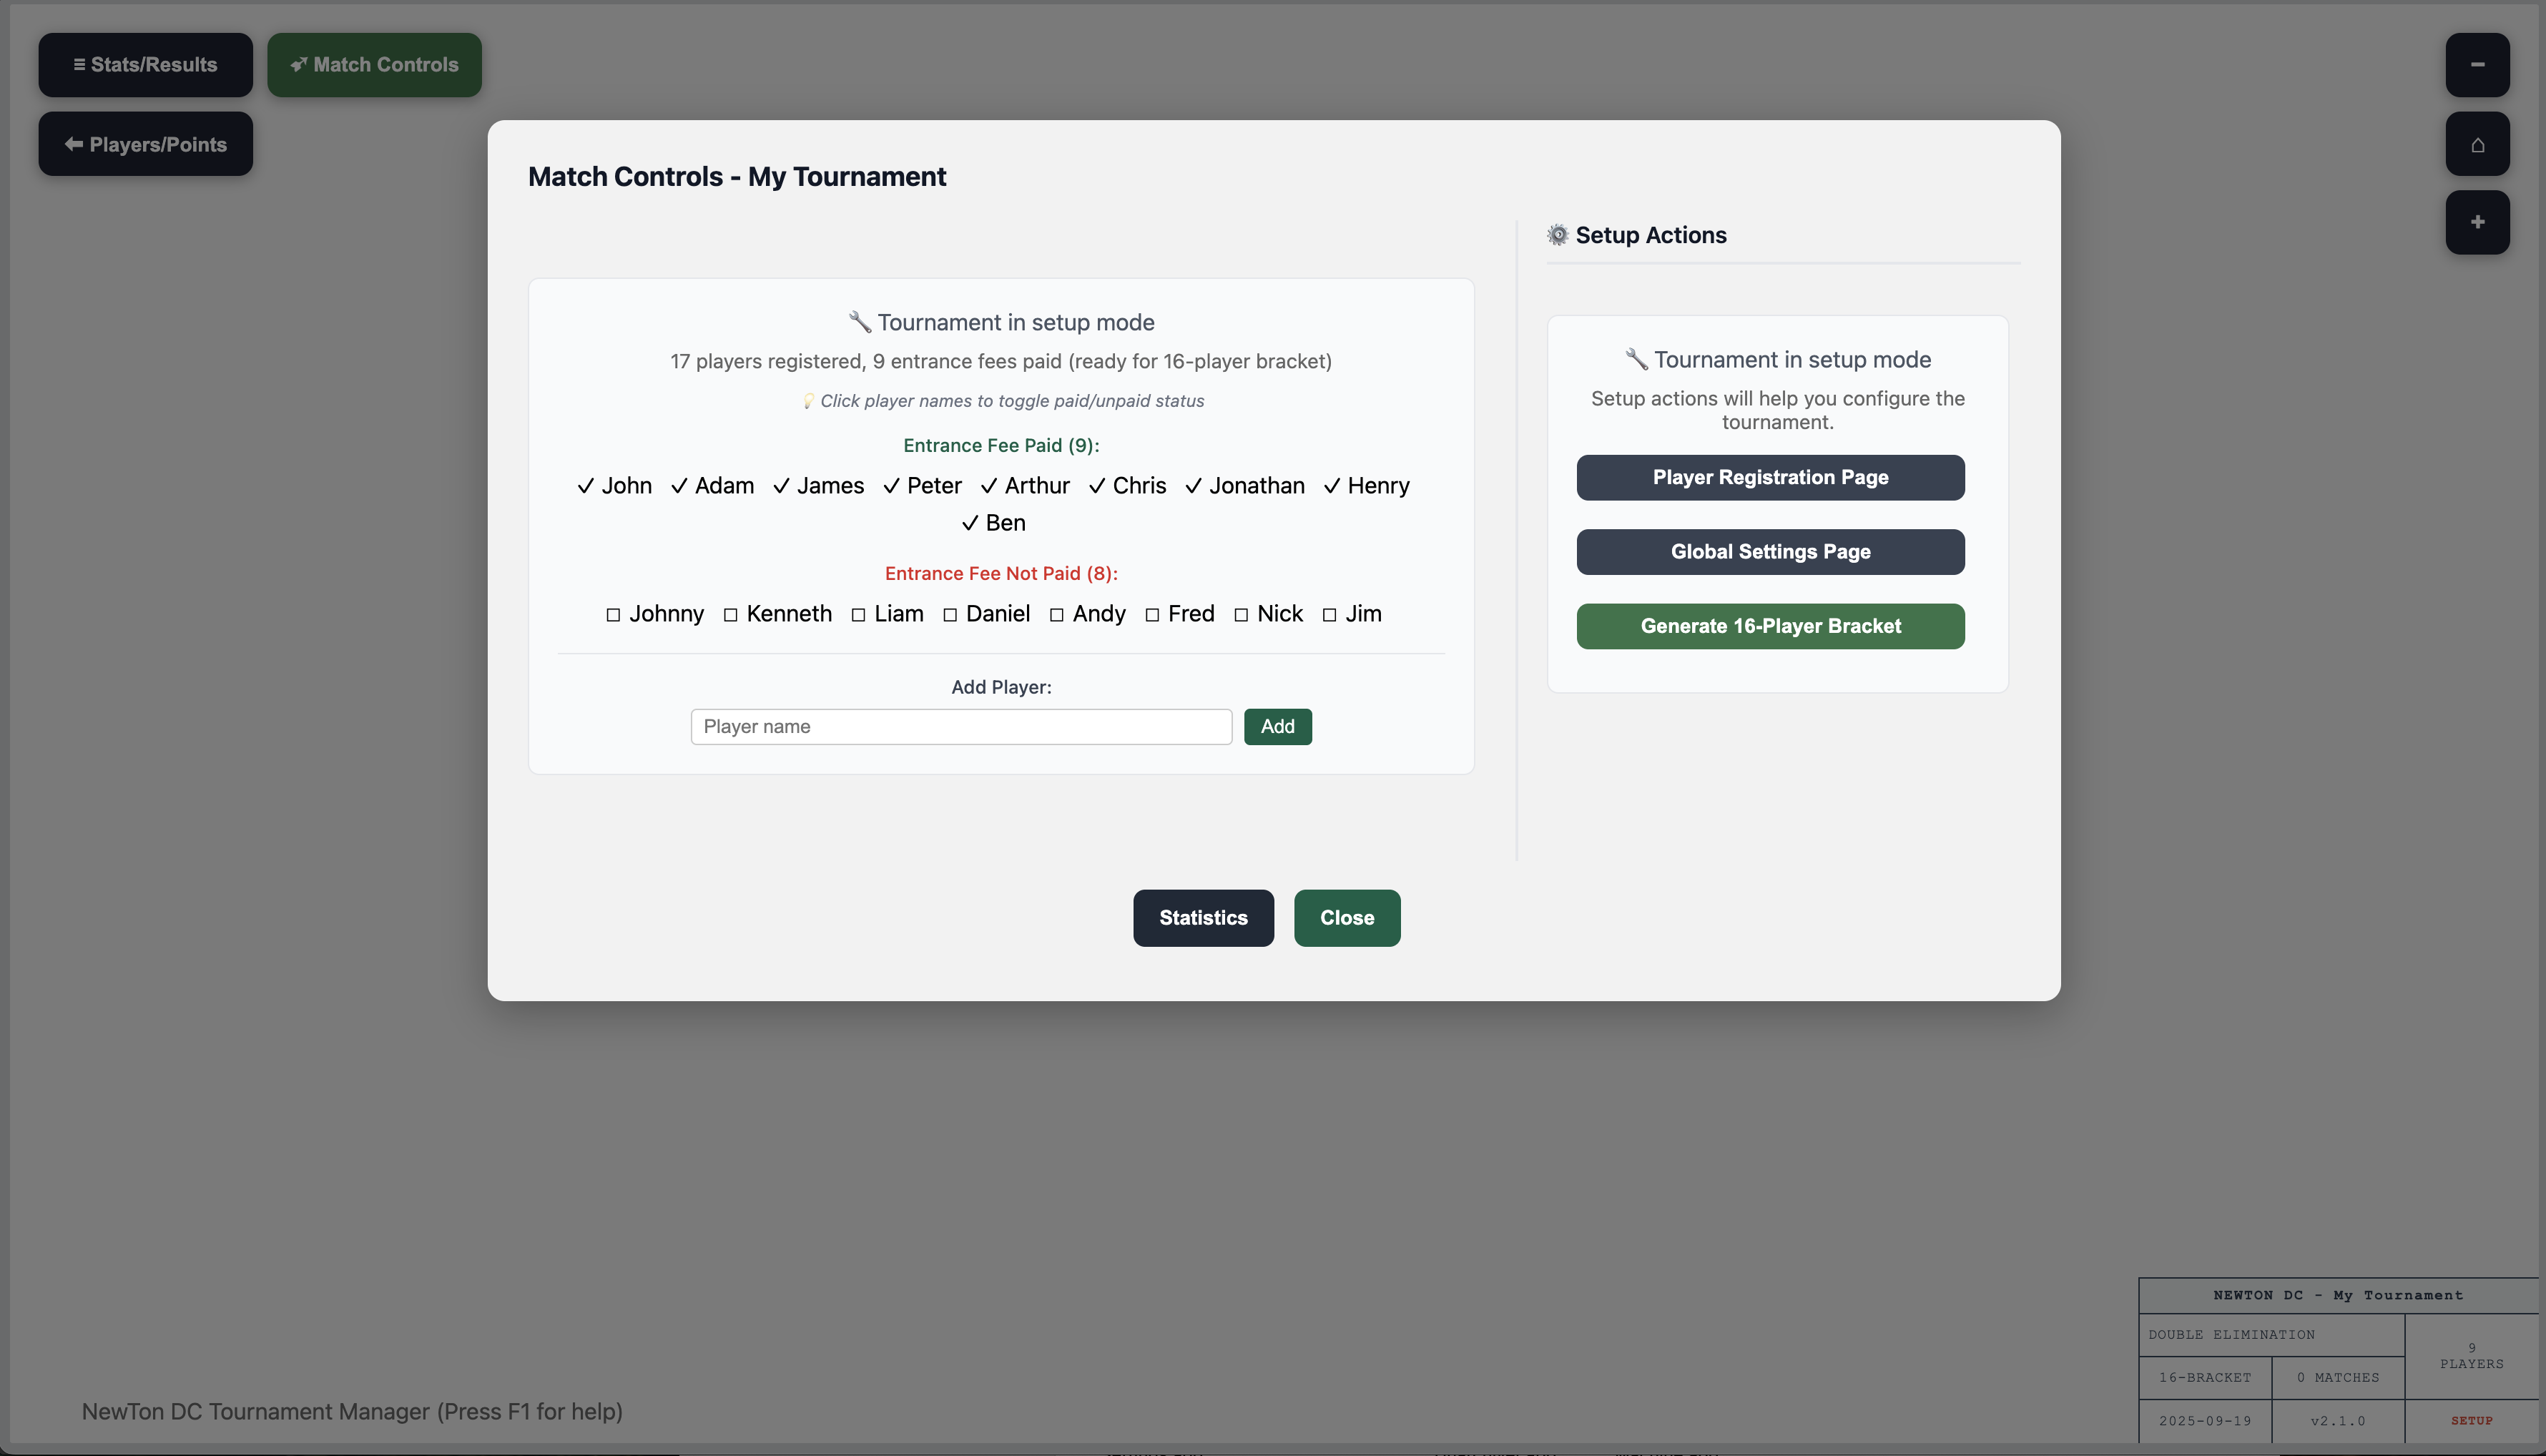 ≡ Stats/Results
Match Controls
Players/Points
Match Controls - My Tournament
Tournament in setup mode
17 players registered, 9 entrance fees paid (ready for 16-player bracket)
Click player names to toggle paid/unpaid status
Entrance Fee Paid (9):
✓ John ✓ Adam ✓ James ✓ Peter ✓ Arthur ✓ Chris ✓ Jonathan ✓ Henry
✓ Ben
Entrance Fee Not Paid (8):
☐ Johnny ☐ Kenneth ☐ Liam ☐ Daniel ☐ Andy ☐ Fred ☐ Nick ☐ Jim
Add Player:
Player name
Add
Setup Actions
Tournament in setup mode
Setup actions will help you configure the
tournament.
Player Registration Page
Global Settings Page
Generate 16-Player Bracket
Statistics
Close
NewTon DC Tournament Manager (Press F1 for help)
NEWTON DC - My Tournament
DOUBLE ELIMINATION
9
PLAYERS
16-BRACKET
0 MATCHES
2025-09-19
v2.1.0
SETUP